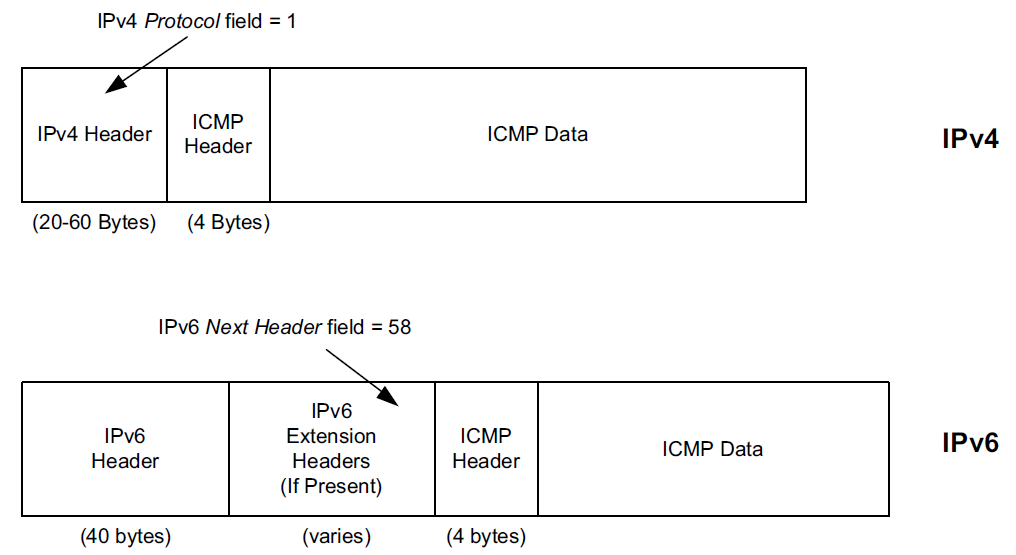 IPv4 Protocol field = 1
IPv4 Header
ICMP
Header
ICMP Data
IPv4
(20-60 Bytes)
(4 Bytes)
IPv6 Next Header field = 58
IPv6
Header
IPv6
Extension
Headers
(If Present)
ICMP
Header
ICMP Data
IPv6
(40 bytes)
(varies)
(4 bytes)